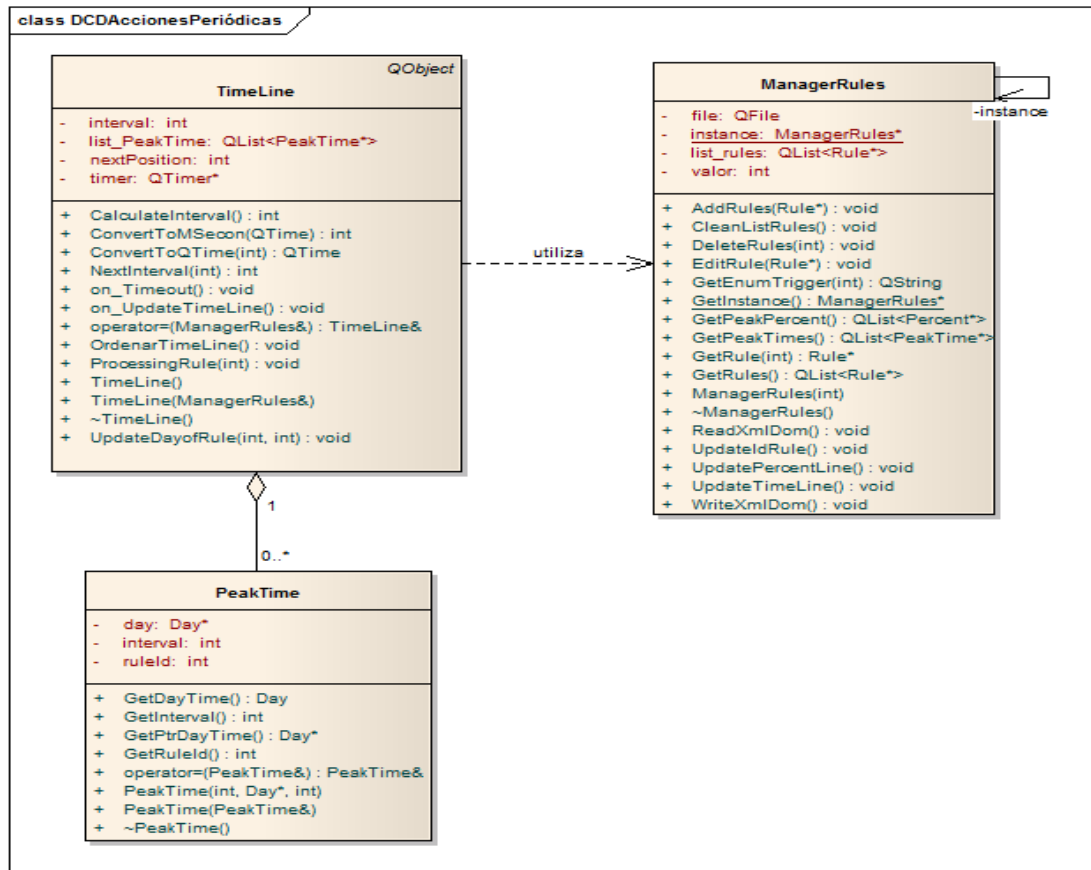 class DCDAccionesPeriódicas
QObject
TimeLine
- interval: int
- list_PeakTime: QList<PeakTime*>
- nextPosition: int
- timer: QTimer*
+ CalculateInterval() : int
+ ConvertToMSecon(QTime) : int
+ ConvertToQTime(int) : QTime
+ NextInterval(int) : int
+ on_Timeout() : void
+ on_UpdateTimeLine() : void
+ operator=(ManagerRules&) : TimeLine&
+ OrdenarTimeLine() : void
+ ProcessingRule(int) : void
+ TimeLine()
+ TimeLine(ManagerRules&)
+ ~TimeLine()
+ UpdateDayofRule(int, int) : void
utiliza
ManagerRules
- file: QFile
- instance: ManagerRules*
- list_rules: QList<Rule*>
- valor: int
+ AddRules(Rule*) : void
+ CleanListRules() : void
+ DeleteRules(int) : void
+ EditRule(Rule*) : void
+ GetEnumTrigger(int) : QString
+ GetInstance() : ManagerRules*
+ GetPeakPercent() : QList<Percent*>
+ GetPeakTimes() : QList<PeakTime*>
+ GetRule(int) : Rule*
+ GetRules() : QList<Rule*>
+ ManagerRules(int)
+ ~ManagerRules()
+ ReadXmlDom() : void
+ UpdateIdRule() : void
+ UpdatePercentLine() : void
+ UpdateTimeLine() : void
+ WriteXmlDom() : void
-instance
1
0..*
PeakTime
- day: Day*
- interval: int
- ruleId: int
+ GetDayTime() : Day
+ GetInterval() : int
+ GetPtrDayTime() : Day*
+ GetRuleId() : int
+ operator=(PeakTime&) : PeakTime&
+ PeakTime(int, Day*, int)
+ PeakTime(PeakTime&)
+ ~PeakTime()